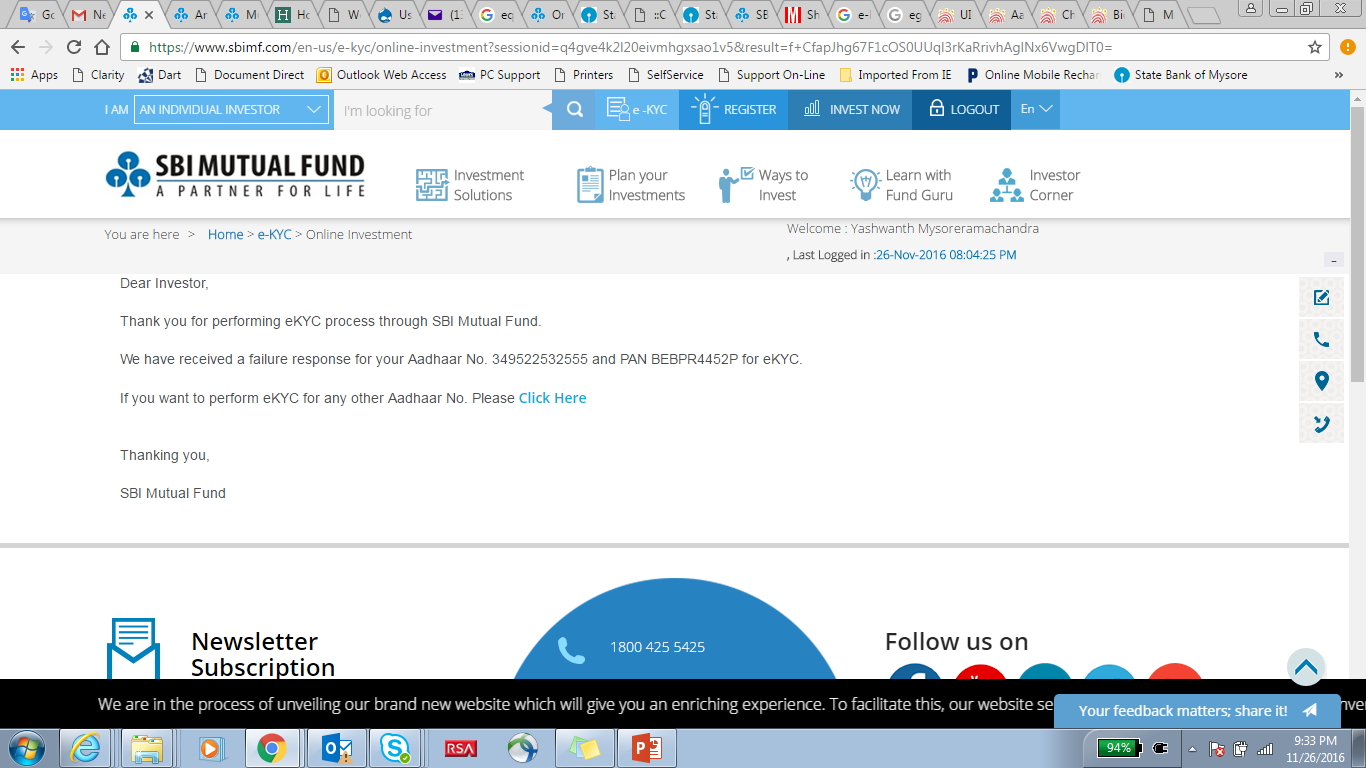 Go Ne Ar M Ho W Us (1: eq Or Sta ::C Sta SB Sh e-l eg UI Aa Ch Bi M
https://www.sbimf.com/en-us/e-kyc/online-investment?sessionid=q4gve4k2l20eivmhgxsao1v5&result=f+CfapJhg67F1cOS0UUqI3rKaRrivhAgINx6VwgDIT0=
Apps Clarity Dart Document Direct Outlook Web Access PC Support Printers SelfService Support On-Line Imported From IE Online Mobile Rechar State Bank of Mysore »
I AM AN INDIVIDUAL INVESTOR I'm looking for e -KYC REGISTER INVEST NOW LOGOUT En
SBI MUTUAL FUND
A PARTNER FOR LIFE
Investment Solutions
Plan your Investments
Ways to Invest
Learn with Fund Guru
Investor Corner
You are here > Home > e-KYC > Online Investment
Welcome : Yashwanth Mysoreramachandra
, Last Logged in :26-Nov-2016 08:04:25 PM
Dear Investor,
Thank you for performing eKYC process through SBI Mutual Fund.
We have received a failure response for your Aadhaar No. 349522532555 and PAN BEBPR4452P for eKYC.
If you want to perform eKYC for any other Aadhaar No. Please Click Here
Thanking you,
SBI Mutual Fund
Newsletter
Subscription
1800 425 5425
Follow us on
We are in the process of unveiling our brand new website which will give you an enriching experience. To facilitate this, our website se
Your feedback matters; share it!
RSA
94%
9:33 PM
11/26/2016